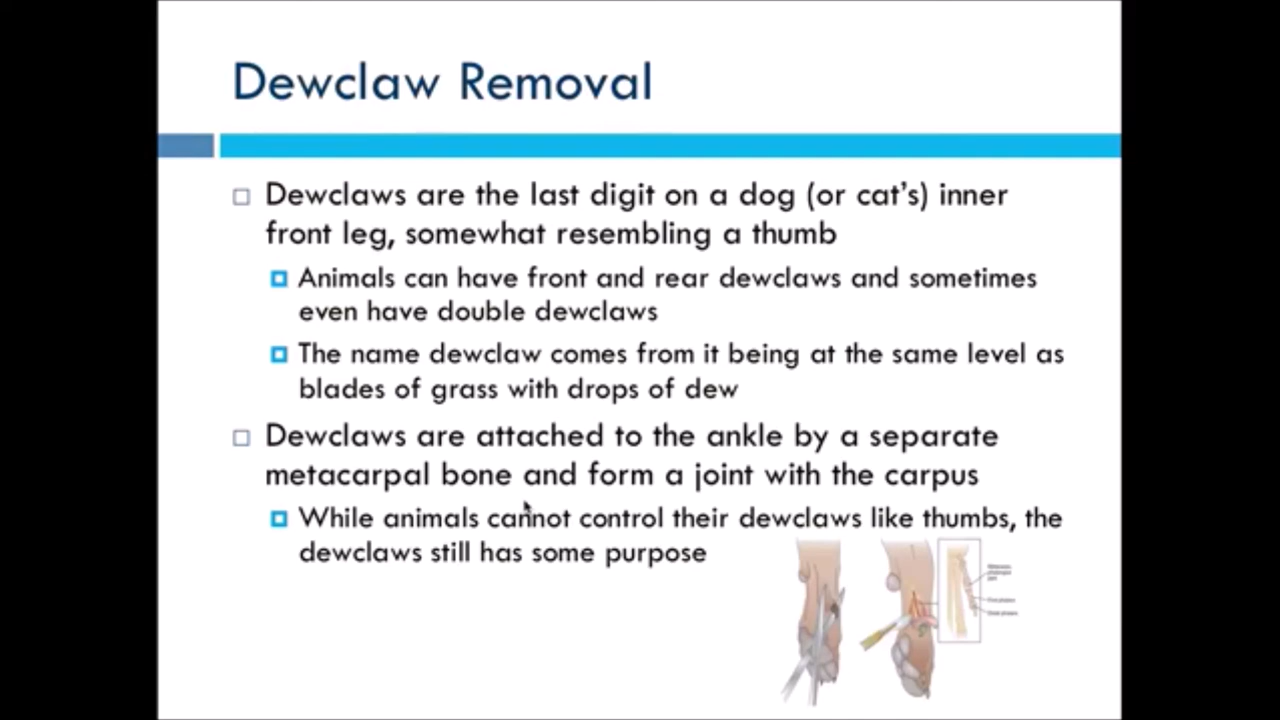 Dewclaw Removal
Dewclaws are the last digit on a dog (or cat's) inner
front leg, somewhat resembling a thumb
Animals can have front and rear dewclaws and sometimes
even have double dewclaws
The name dewclaw comes from it being at the same level as
blades of grass with drops of dew
Dewclaws are attached to the ankle by a separate
metacarpal bone and form a joint with the carpus
While animals cannot control their dewclaws like thumbs, the
dewclaws still has some purpose